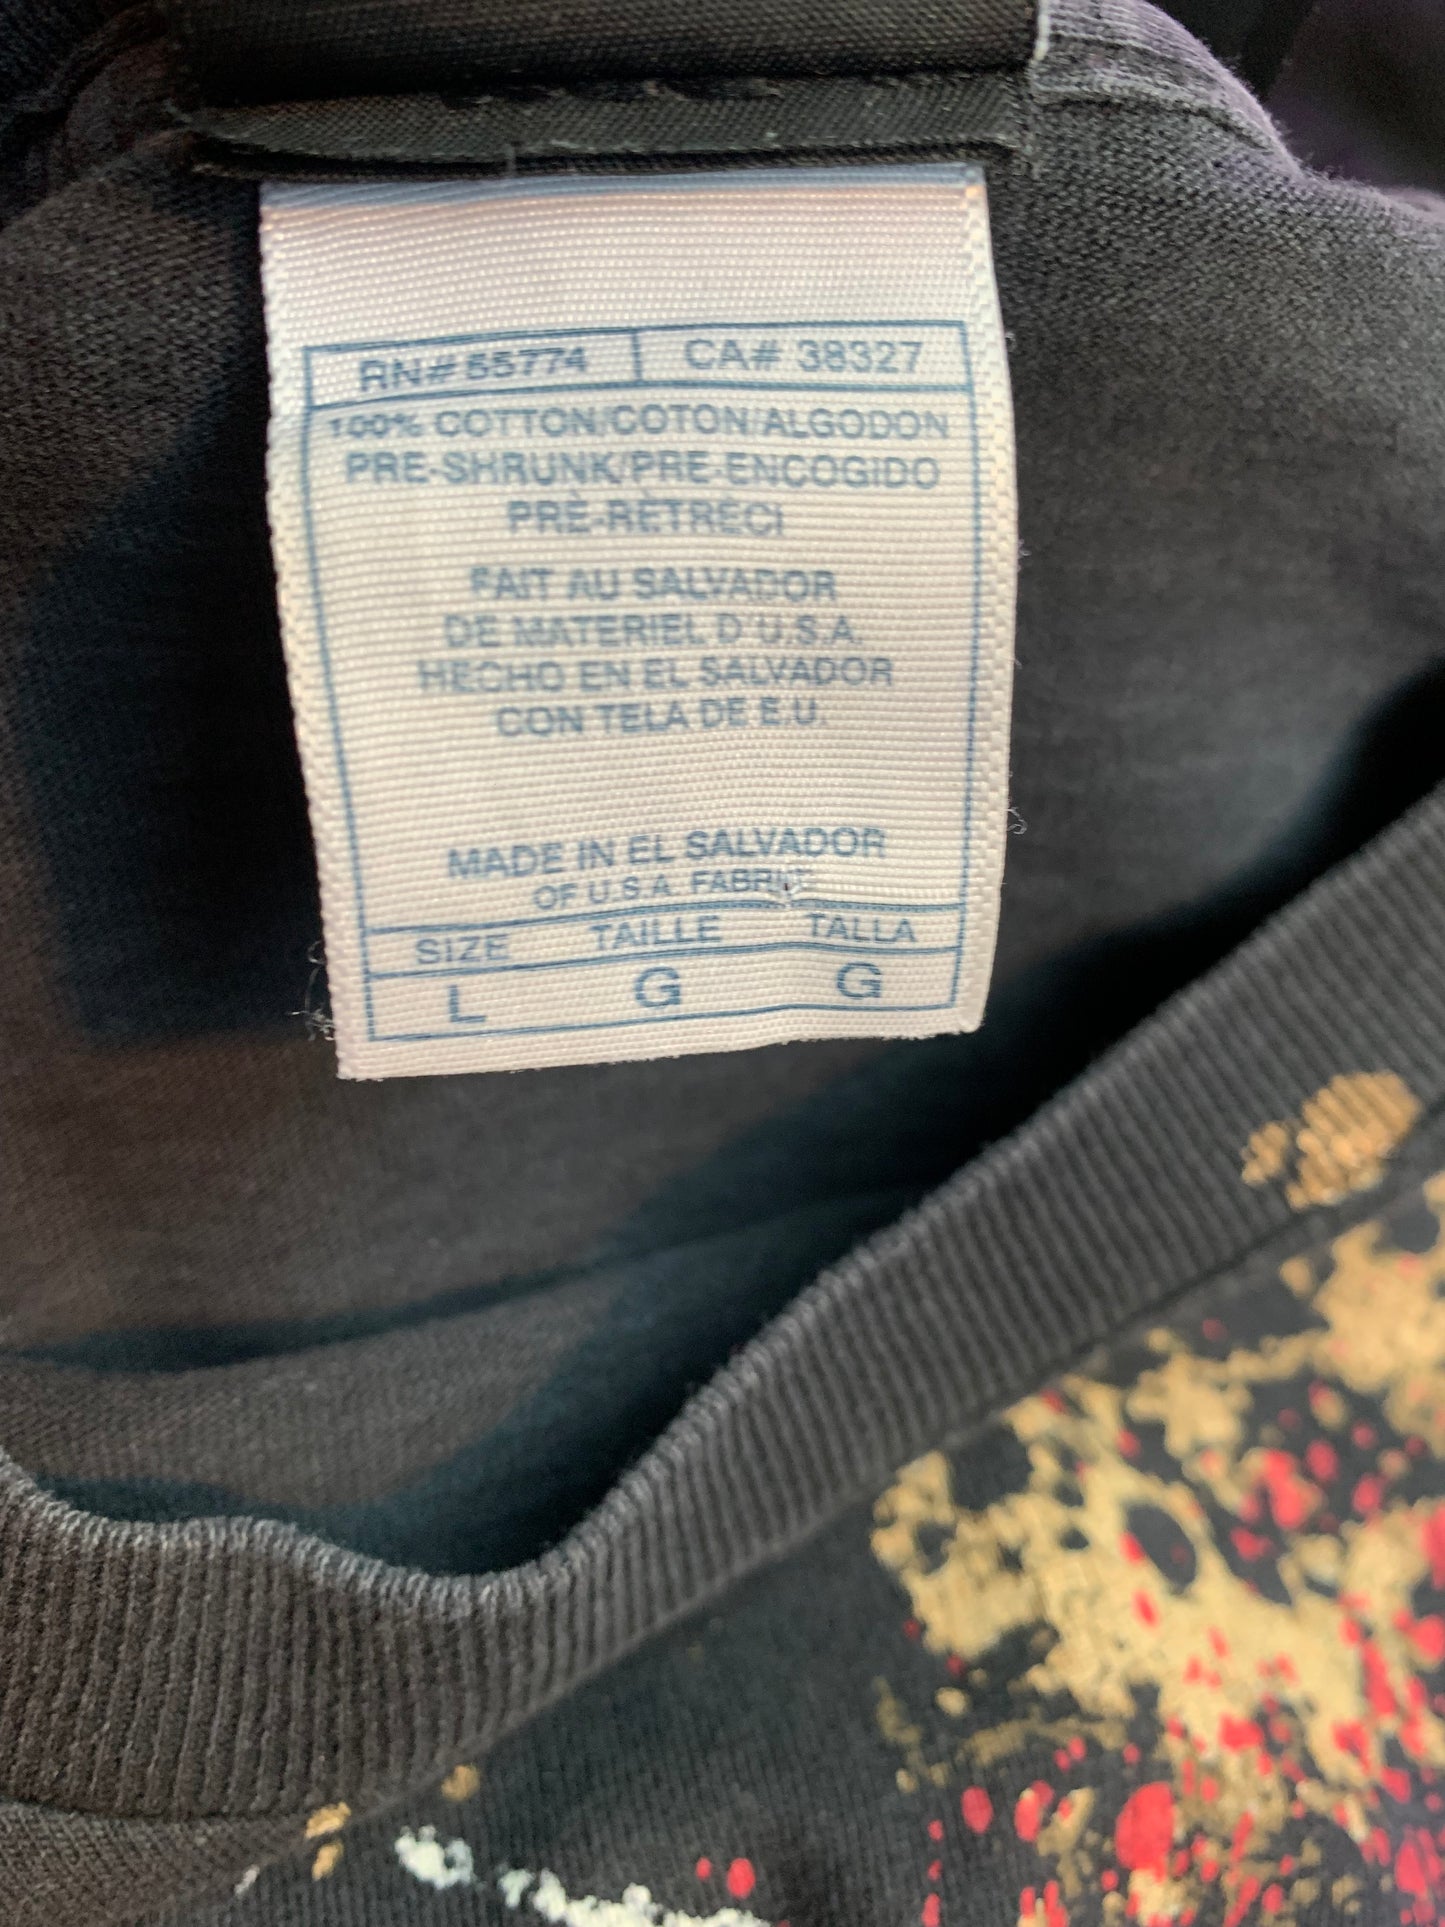 RN# 55774 CA# 38327
100% COTTON/COTON/ALGODON
PRE-SHRUNK/PRE-ENCOGIDO
PRÈ-RÈTRÈCI
FAIT AU SALVADOR
DE MATERIEL D'U.S.A.
HECHO EN EL SALVADOR
CON TELA DE E.U.
MADE IN EL SALVADOR
OF U.S.A. FABRIC
SIZE TAILLE TALLA
L G G